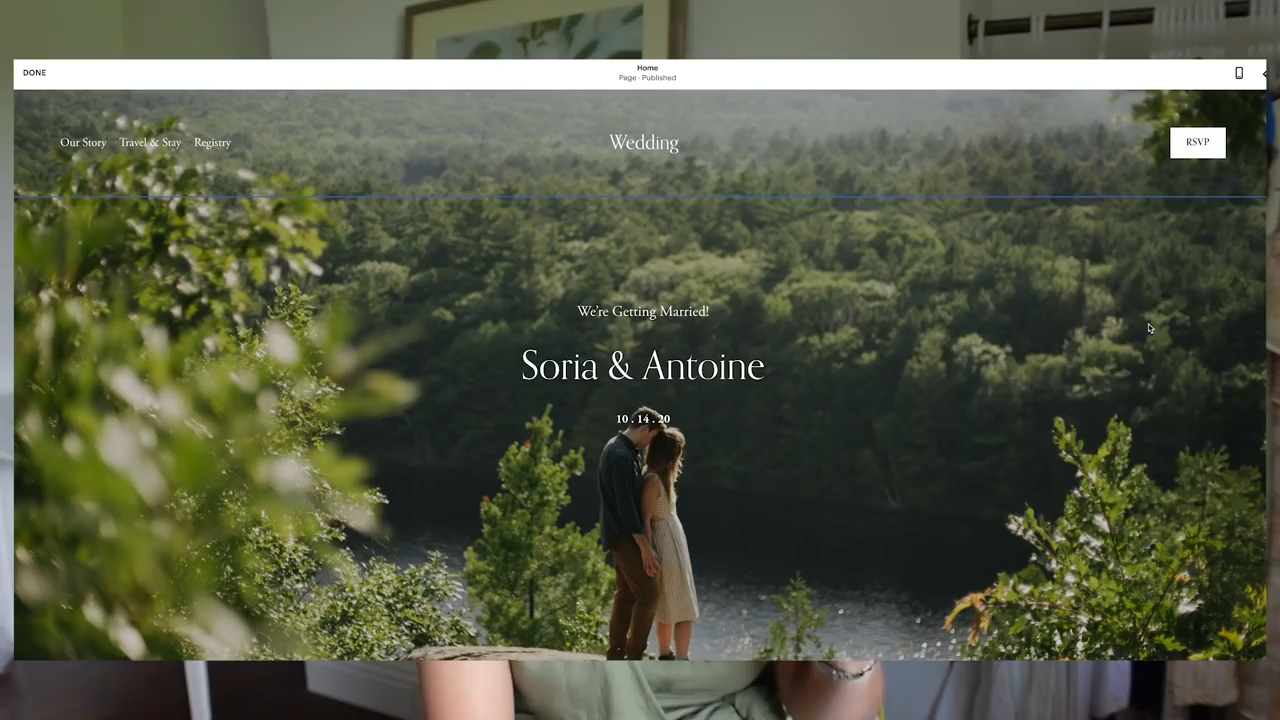 DONE
Home
Page · Published
Our Story Travel & Stay Registry
Wedding
RSVP
We're Getting Married!
Soria & Antoine
10 . 14 . 20